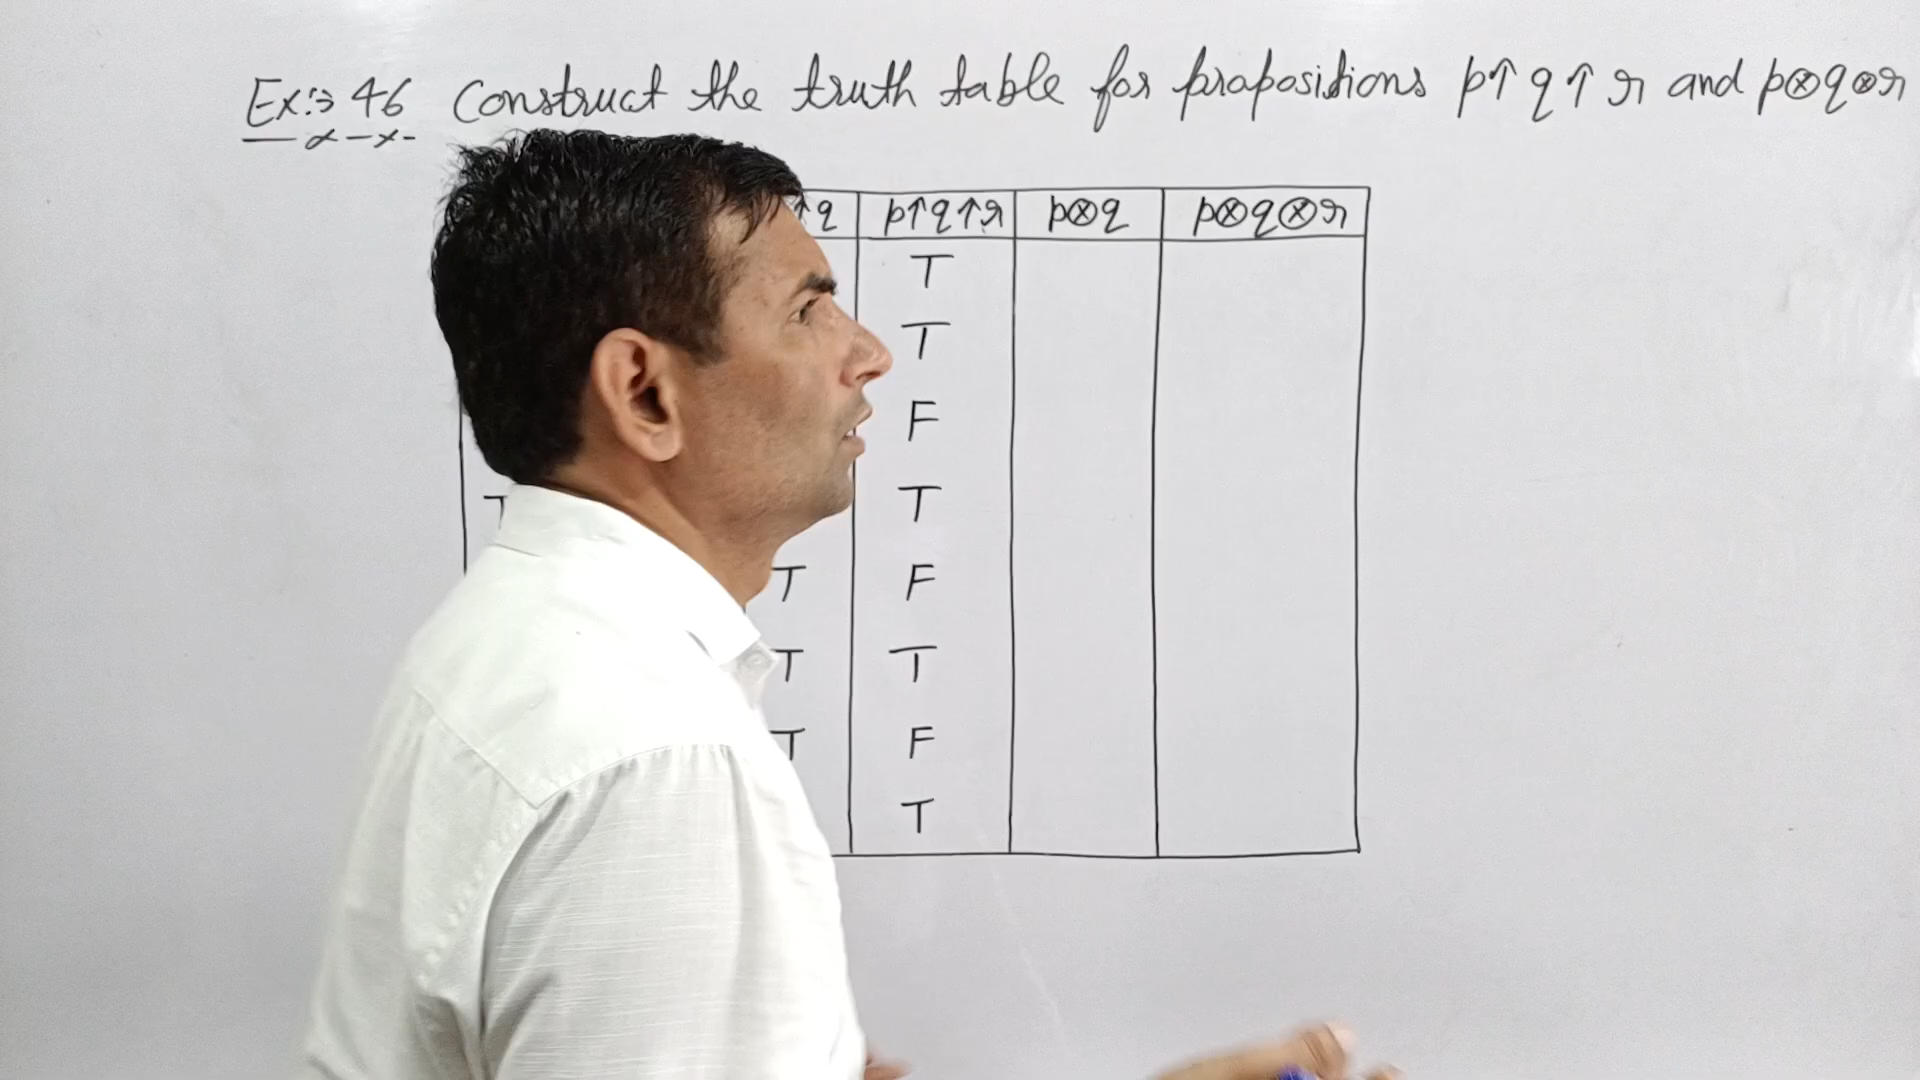 Ex:→ 46 Construct the truth table for propositions p↑q↑r and p⊗q⊗r
↑q p↑q↑r p⊗q p⊗q⊗r
T
T
F
T T
T F
T T
T F
T